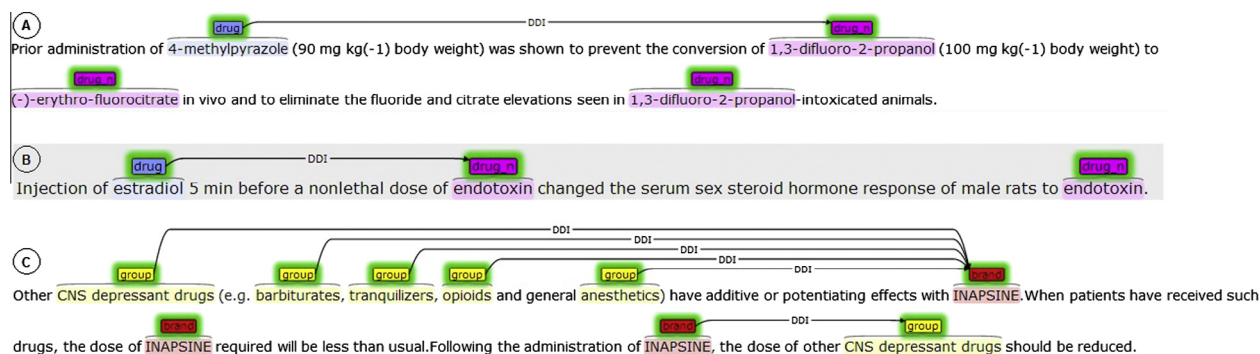 A
drug DDI drug_n
Prior administration of 4-methylpyrazole (90 mg kg(-1) body weight) was shown to prevent the conversion of 1,3-difluoro-2-propanol (100 mg kg(-1) body weight) to
drug_n drug_n
(-)-erythro-fluorocitrate in vivo and to eliminate the fluoride and citrate elevations seen in 1,3-difluoro-2-propanol-intoxicated animals.
B
drug DDI drug_n drug_n
Injection of estradiol 5 min before a nonlethal dose of endotoxin changed the serum sex steroid hormone response of male rats to endotoxin.
DDI
DDI
DDI
DDI
C
group group group group group DDI brand
Other CNS depressant drugs (e.g. barbiturates, tranquilizers, opioids and general anesthetics) have additive or potentiating effects with INAPSINE.When patients have received such
brand brand DDI group
drugs, the dose of INAPSINE required will be less than usual.Following the administration of INAPSINE, the dose of other CNS depressant drugs should be reduced.